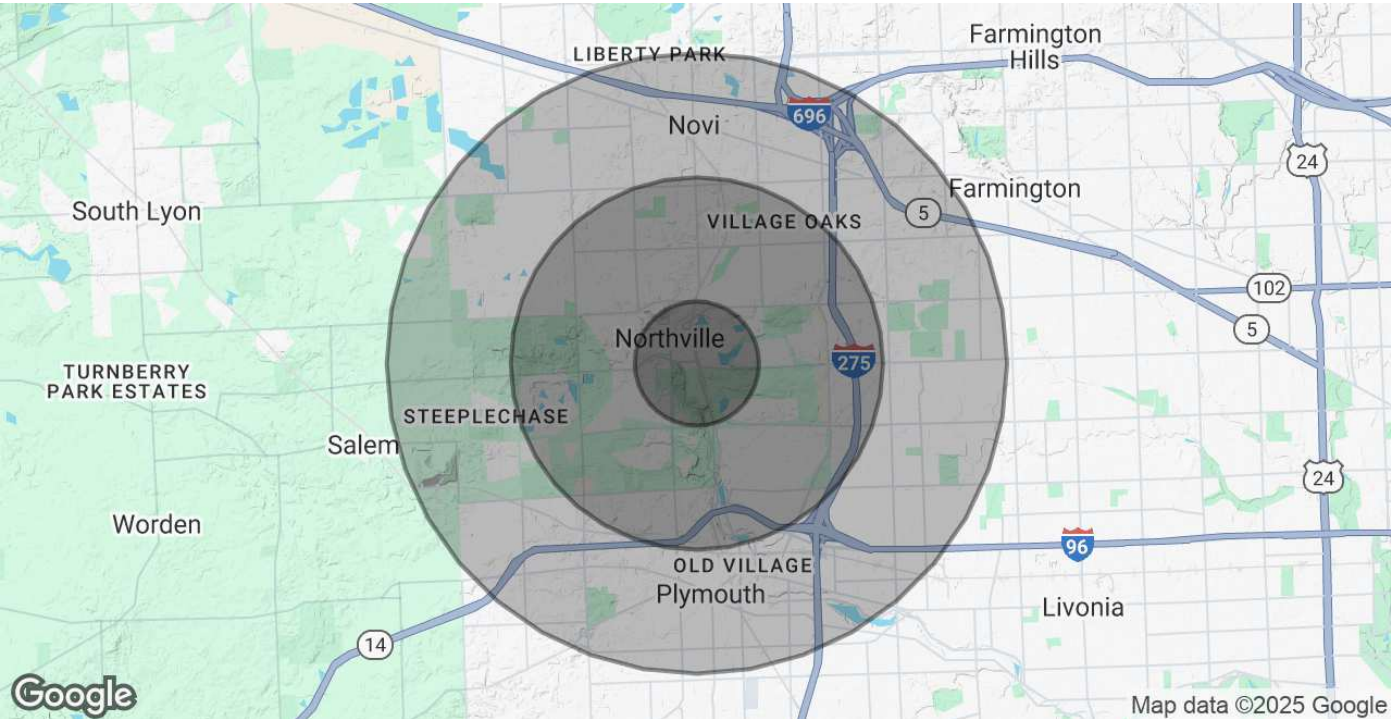 LIBERTY PARK
Farmington
Hills
696
Novi
24
Farmington
South Lyon
5
VILLAGE OAKS
102
5
Northville
275
TURNBERRY
PARK ESTATES
STEEPLECHASE
Salem
24
Worden
96
OLD VILLAGE
Plymouth
Livonia
14
Google
Map data ©2025 Google